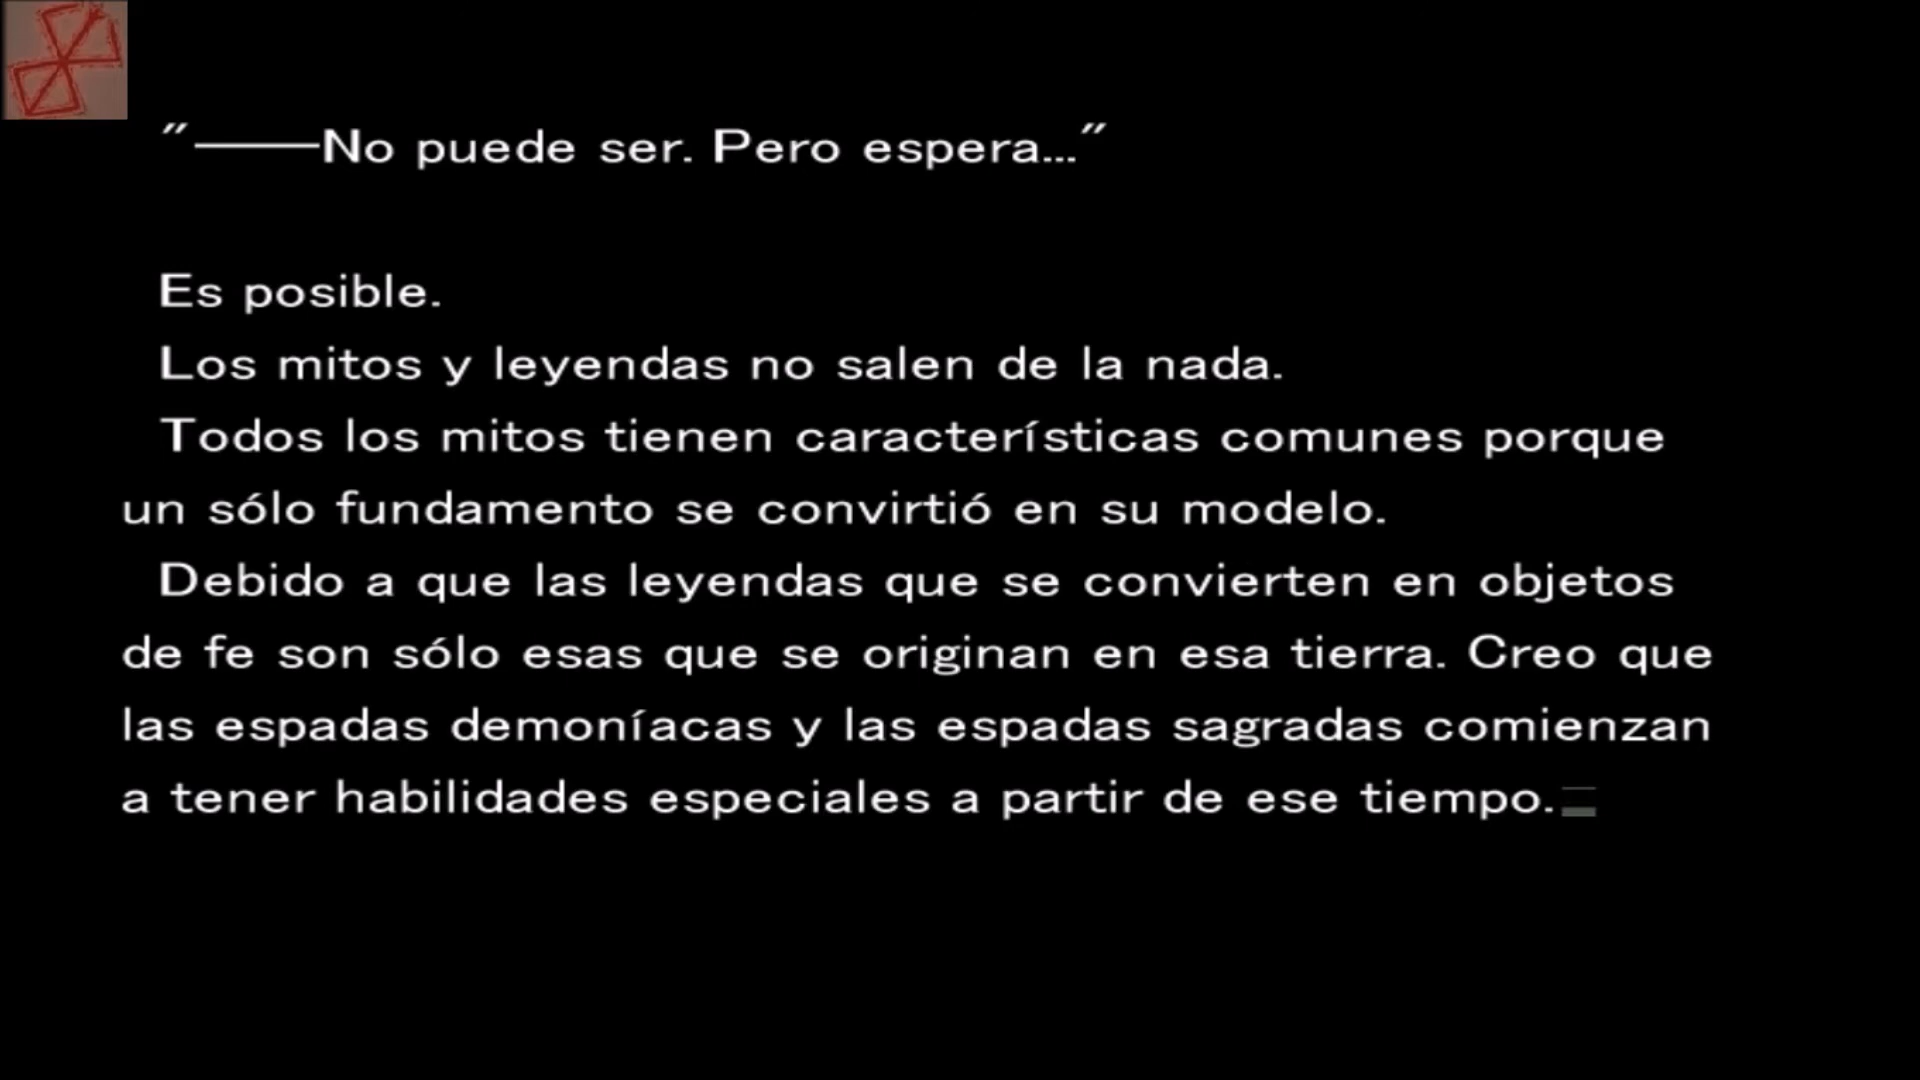 "───No puede ser. Pero espera..."
Es posible.
Los mitos y leyendas no salen de la nada.
Todos los mitos tienen características comunes porque
un sólo fundamento se convirtió en su modelo.
Debido a que las leyendas que se convierten en objetos
de fe son sólo esas que se originan en esa tierra. Creo que
las espadas demoníacas y las espadas sagradas comienzan
a tener habilidades especiales a partir de ese tiempo.